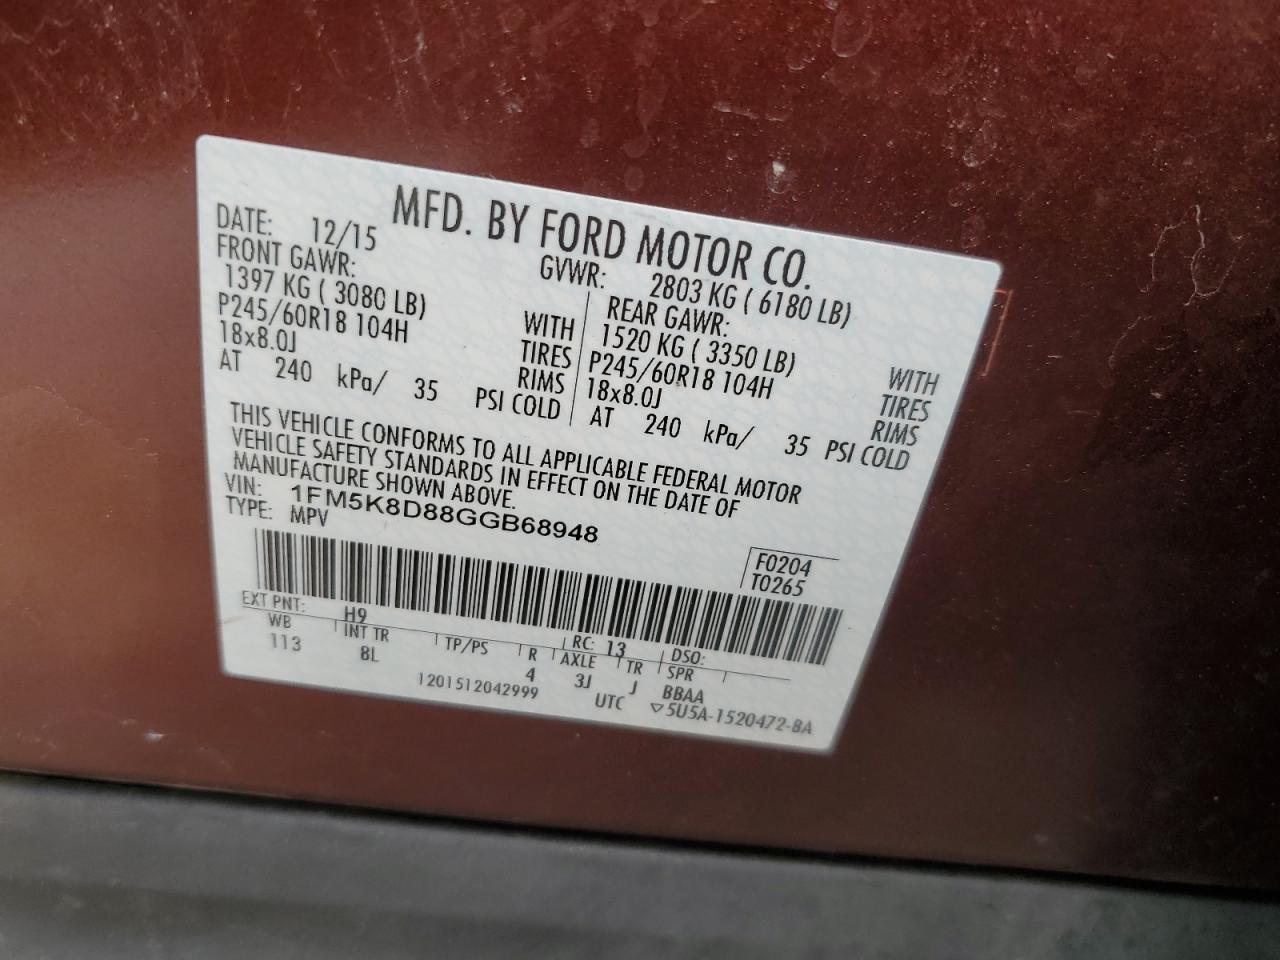 MFD. BY FORD MOTOR CO.
DATE: 12/15 GVWR: 2803 KG ( 6180 LB)
FRONT GAWR: REAR GAWR:
1397 KG ( 3080 LB) WITH 1520 KG ( 3350 LB) WITH
P245/60R18 104H TIRES P245/60R18 104H TIRES
18x8.0J RIMS 18x8.0J RIMS
AT 240 kPa/ 35 PSI COLD AT 240 kPa/ 35 PSI COLD
THIS VEHICLE CONFORMS TO ALL APPLICABLE FEDERAL MOTOR
VEHICLE SAFETY STANDARDS IN EFFECT ON THE DATE OF
MANUFACTURE SHOWN ABOVE.
VIN: 1FM5K8D88GGB68948
TYPE: MPV
F0204
T0265
EXT PNT: H9 RC: 13 DSO:
WB INT TR TP/PS R AXLE TR SPR
113 8L 4 3J J BBAA
1201512042999 UTC ▽5U5A-1520472-BA